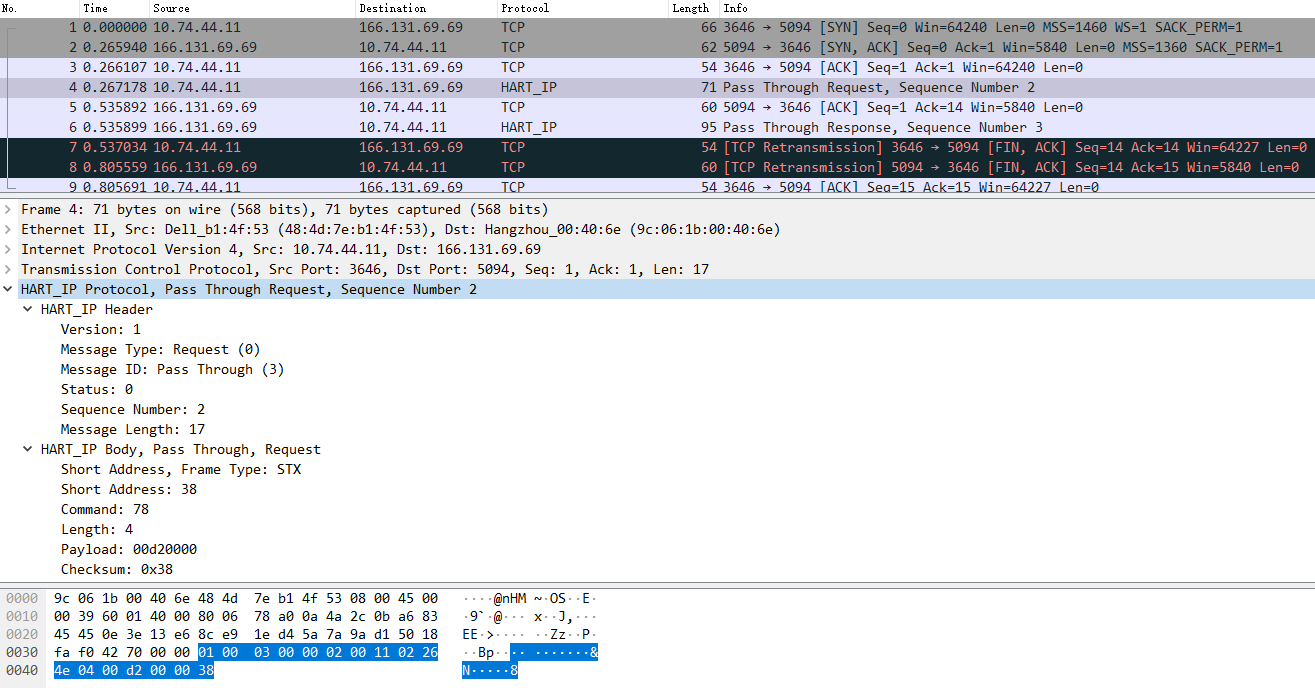 No. Time Source Destination Protocol Length Info
1 0.000000 10.74.44.11 166.131.69.69 TCP 66 3646 → 5094 [SYN] Seq=0 Win=64240 Len=0 MSS=1460 WS=1 SACK_PERM=1
2 0.265940 166.131.69.69 10.74.44.11 TCP 62 5094 → 3646 [SYN, ACK] Seq=0 Ack=1 Win=5840 Len=0 MSS=1360 SACK_PERM=1
3 0.266107 10.74.44.11 166.131.69.69 TCP 54 3646 → 5094 [ACK] Seq=1 Ack=1 Win=64240 Len=0
4 0.267178 10.74.44.11 166.131.69.69 HART_IP 71 Pass Through Request, Sequence Number 2
5 0.535892 166.131.69.69 10.74.44.11 TCP 60 5094 → 3646 [ACK] Seq=1 Ack=14 Win=5840 Len=0
6 0.535899 166.131.69.69 10.74.44.11 HART_IP 95 Pass Through Response, Sequence Number 3
7 0.537034 10.74.44.11 166.131.69.69 TCP 54 [TCP Retransmission] 3646 → 5094 [FIN, ACK] Seq=14 Ack=14 Win=64227 Len=0
8 0.805559 166.131.69.69 10.74.44.11 TCP 60 [TCP Retransmission] 5094 → 3646 [FIN, ACK] Seq=14 Ack=15 Win=5840 Len=0
9 0.805691 10.74.44.11 166.131.69.69 TCP 54 3646 → 5094 [ACK] Seq=15 Ack=15 Win=64227 Len=0
Frame 4: 71 bytes on wire (568 bits), 71 bytes captured (568 bits)
Ethernet II, Src: Dell_b1:4f:53 (48:4d:7e:b1:4f:53), Dst: Hangzhou_00:40:6e (9c:06:1b:00:40:6e)
Internet Protocol Version 4, Src: 10.74.44.11, Dst: 166.131.69.69
Transmission Control Protocol, Src Port: 3646, Dst Port: 5094, Seq: 1, Ack: 1, Len: 17
HART_IP Protocol, Pass Through Request, Sequence Number 2
HART_IP Header
Version: 1
Message Type: Request (0)
Message ID: Pass Through (3)
Status: 0
Sequence Number: 2
Message Length: 17
HART_IP Body, Pass Through, Request
Short Address, Frame Type: STX
Short Address: 38
Command: 78
Length: 4
Payload: 00d20000
Checksum: 0x38
0000 9c 06 1b 00 40 6e 48 4d 7e b1 4f 53 08 00 45 00 ····@nHM ~·OS··E·
0010 00 39 60 01 40 00 80 06 78 a0 0a 4a 2c 0b a6 83 ·9`·@··· x··J,···
0020 45 45 0e 3e 13 e6 8c e9 1e d4 5a 7a 9a d1 50 18 EE·>···· ··Zz··P·
0030 fa f0 42 70 00 00 01 00 03 00 00 02 00 11 02 26 ··Bp···· ·······&
0040 4e 04 00 d2 00 00 38 N·····8